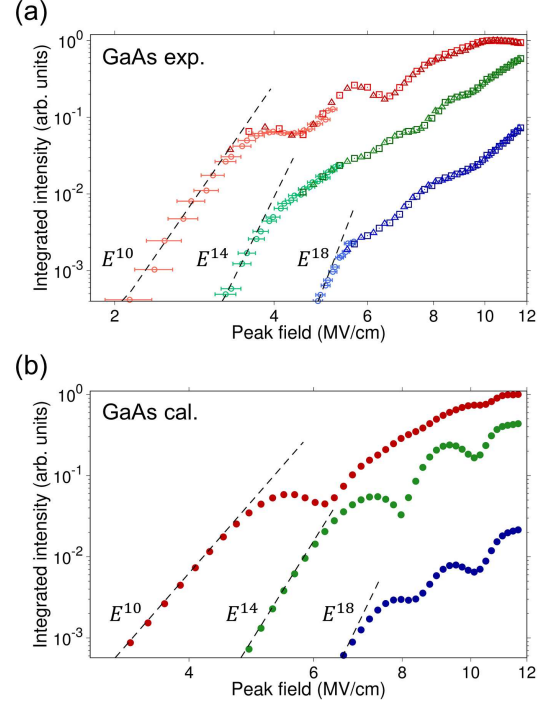 (a)
GaAs exp.
Integrated intensity (arb. units)
10^0
10^-1
10^-2
10^-3
E^10
E^14
E^18
2
4
6
8
10
12
Peak field (MV/cm)
(b)
GaAs cal.
Integrated intensity (arb. units)
10^0
10^-1
10^-2
10^-3
E^10
E^14
E^18
4
6
8
10
12
Peak field (MV/cm)